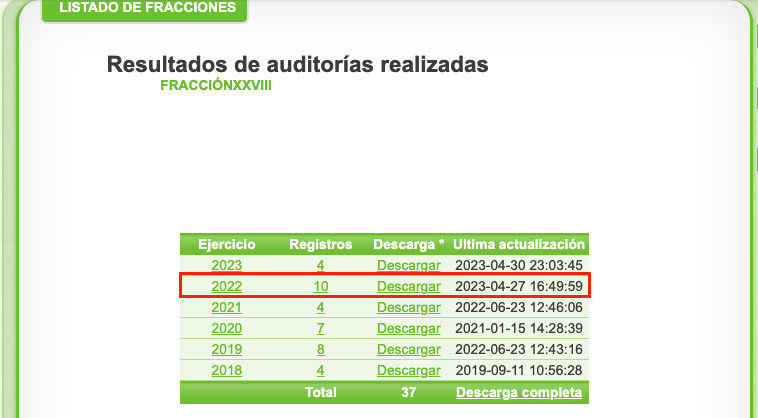 LISTADO DE FRACCIONES
Resultados de auditorías realizadas
FRACCIÓNXXVIII
Ejercicio Registros Descarga * Ultima actualización
2023 4 Descargar 2023-04-30 23:03:45
2022 10 Descargar 2023-04-27 16:49:59
2021 4 Descargar 2022-06-23 12:46:06
2020 7 Descargar 2021-01-15 14:28:39
2019 8 Descargar 2022-06-23 12:43:16
2018 4 Descargar 2019-09-11 10:56:28
Total 37 Descarga completa